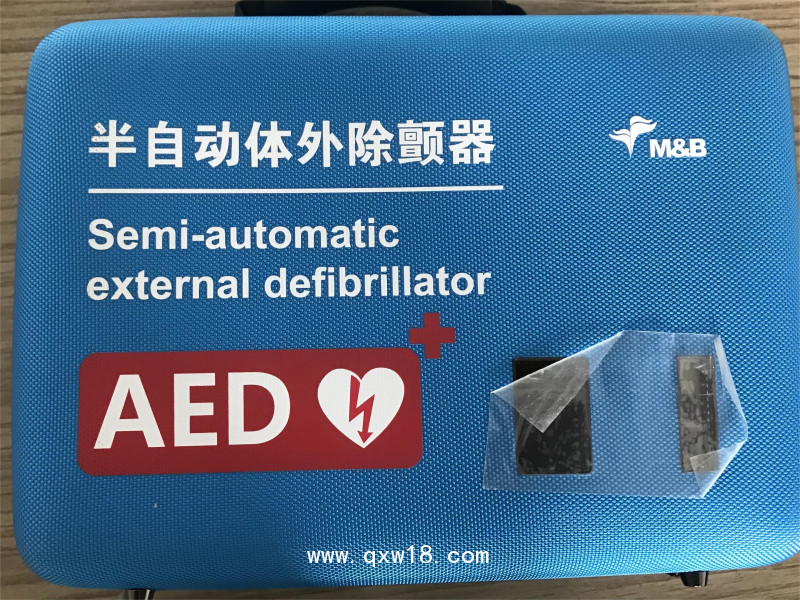 半自动体外除颤器
M&B
Semi-automatic
external defibrillator
AED
www.qxw18.com